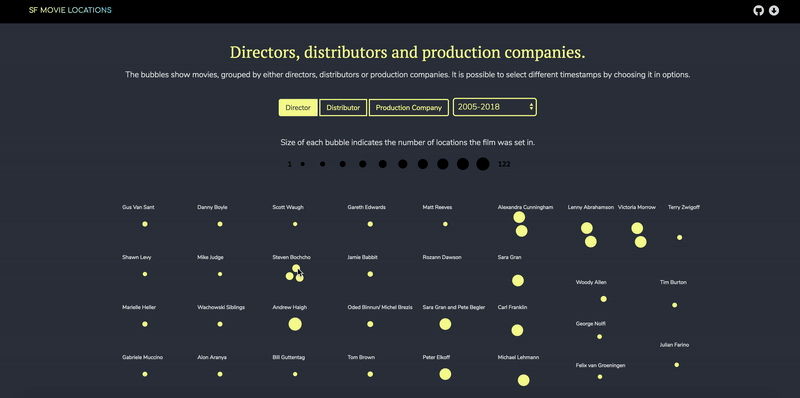 SF MOVIE LOCATIONS
Directors, distributors and production companies.
The bubbles show movies, grouped by either directors, distributors or production companies. It is possible to select different timestamps by choosing it in options.
Director Distributor Production Company 2005-2018
Size of each bubble indicates the number of locations the film was set in.
1 122
Gus Van Sant Danny Boyle Scott Waugh Gareth Edwards Matt Reeves Alexandra Cunningham Lenny Abrahamson Victoria Morrow Terry Zwigoff
Shawn Levy Mike Judge Steven Bochcho Jamie Babbit Rozann Dawson Sara Gran
Woody Allen Tim Burton
Marielle Heller Wachowski Siblings Andrew Haigh Oded Binnun/ Michel Brezis Sara Gran and Pete Begler Carl Franklin
George Nolfi
Julian Farino
Gabriele Muccino Alon Aranya Bill Guttentag Tom Brown Peter Elkoff Michael Lehmann
Felix van Groeningen